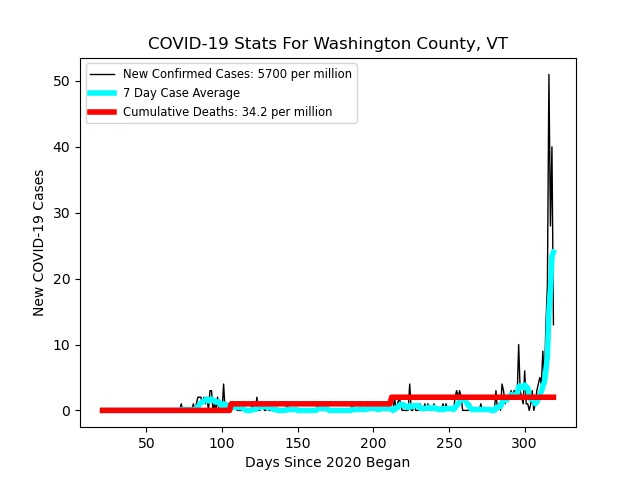 COVID-19 Stats For Washington County, VT
New Confirmed Cases: 5700 per million
7 Day Case Average
Cumulative Deaths: 34.2 per million
New COVID-19 Cases
50
40
30
20
10
0
50 100 150 200 250 300
Days Since 2020 Began